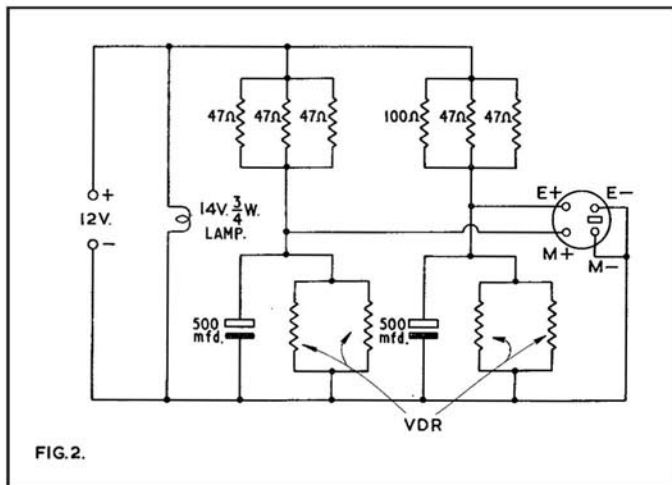 47Ω 47Ω 47Ω
100Ω 47Ω 47Ω
E+ E-
+
12V.
-
14V. 3/4 W.
LAMP.
M+ M-
500
mfd.
500
mfd.
VDR
FIG.2.